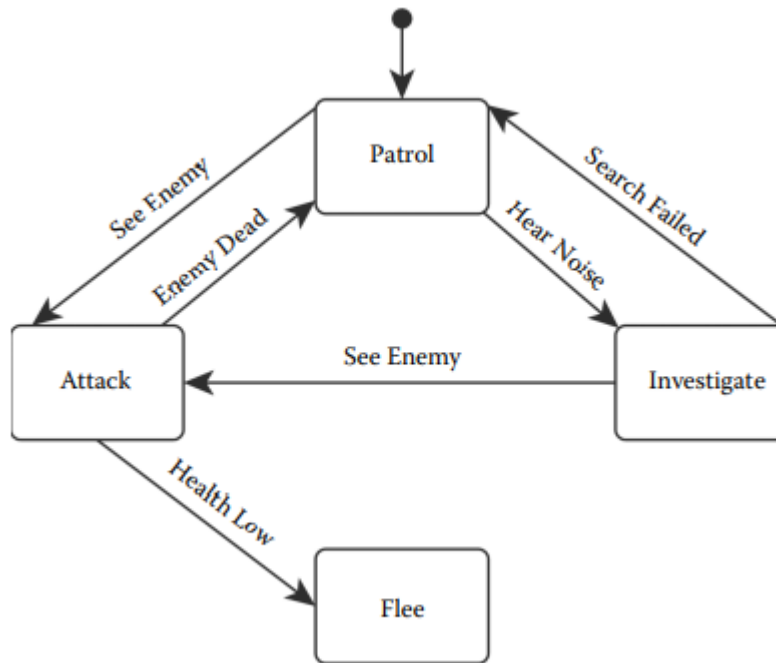 Patrol
See Enemy
Search Failed
Enemy Dead
Hear Noise
Attack
See Enemy
Investigate
Health Low
Flee